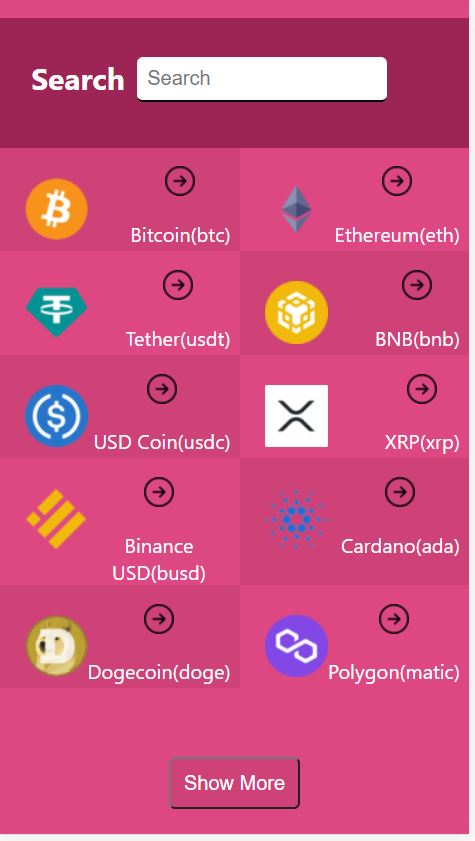 Search Search
Bitcoin(btc) Ethereum(eth)
Tether(usdt) BNB(bnb)
USD Coin(usdc) XRP(xrp)
Binance
USD(busd)
Cardano(ada)
Dogecoin(doge) Polygon(matic)
Show More